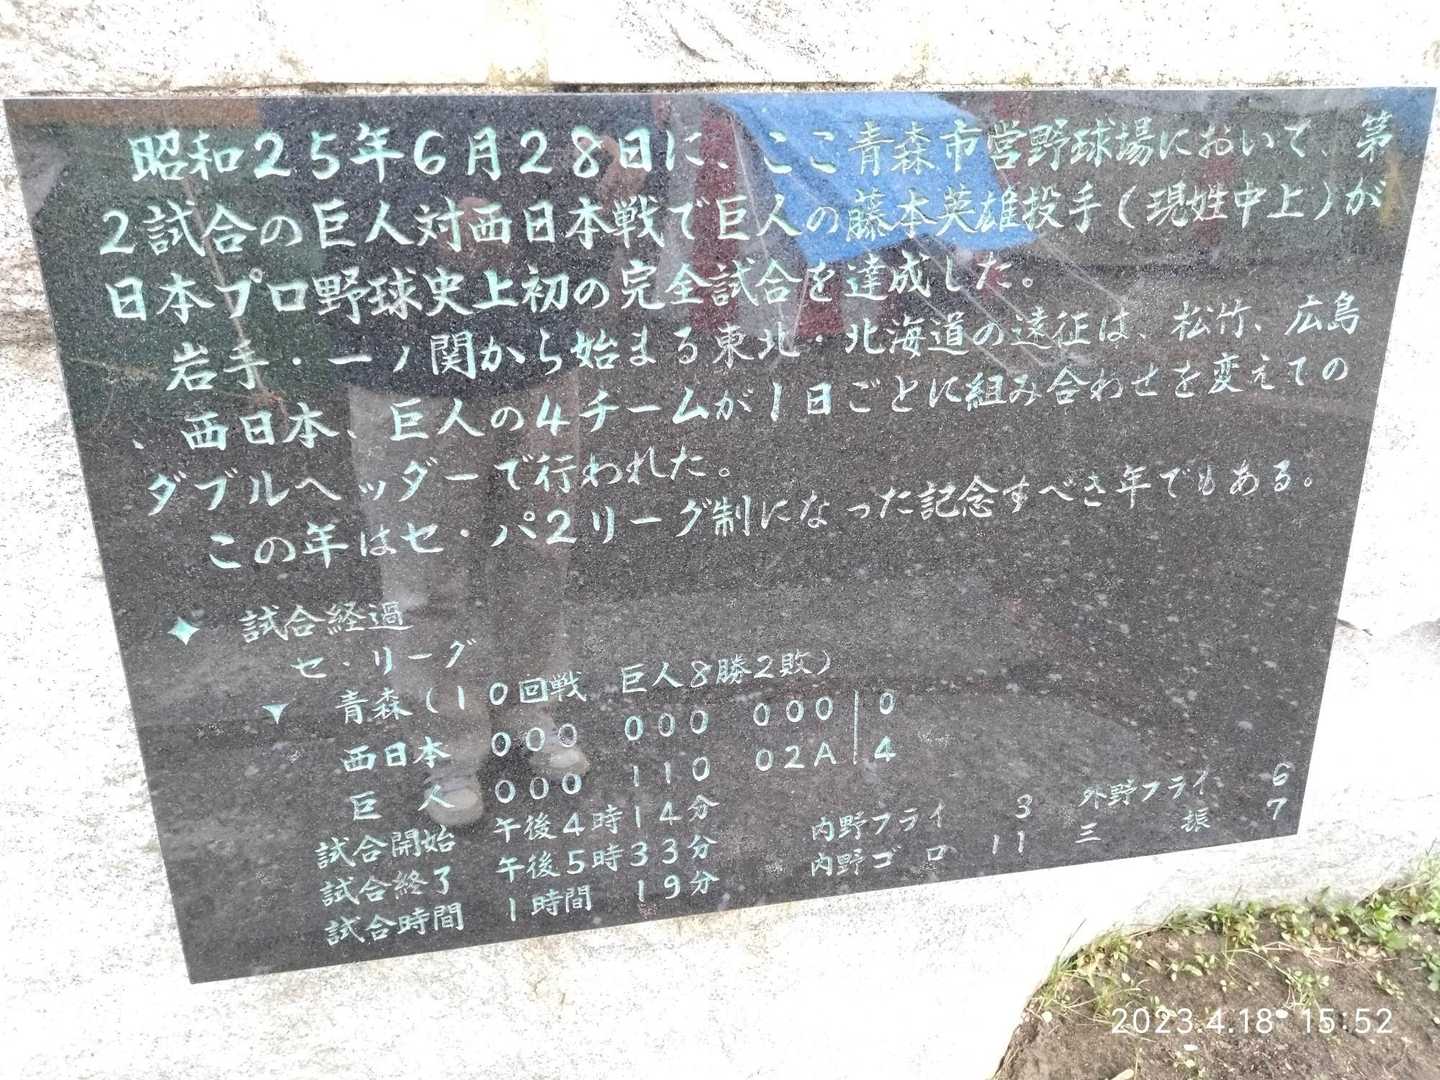 昭和25年6月28日に、ここ青森市営野球場において、第
2試合の巨人対西日本戦で巨人の藤本英雄投手(現姓中上)が
日本プロ野球史上初の完全試合を達成した。
岩手・一ノ関から始まる東北・北海道の遠征は、松竹、広島
、西日本、巨人の4チームが1日ごとに組み合わせを変えての
ダブルヘッダーで行われた。
この年はセ・パ2リーグ制になった記念すべき年でもある。
試合経過
セ・リーグ
青森(10回戦 巨人8勝2敗)
西日本 000 000 000 | 0
巨人 000 110 02A | 4
試合開始 午後4時14分 内野フライ 3 外野フライ 6
試合終了 午後5時33分 内野ゴロ 11 三振 7
試合時間 1時間19分
2023.4.18 15:52